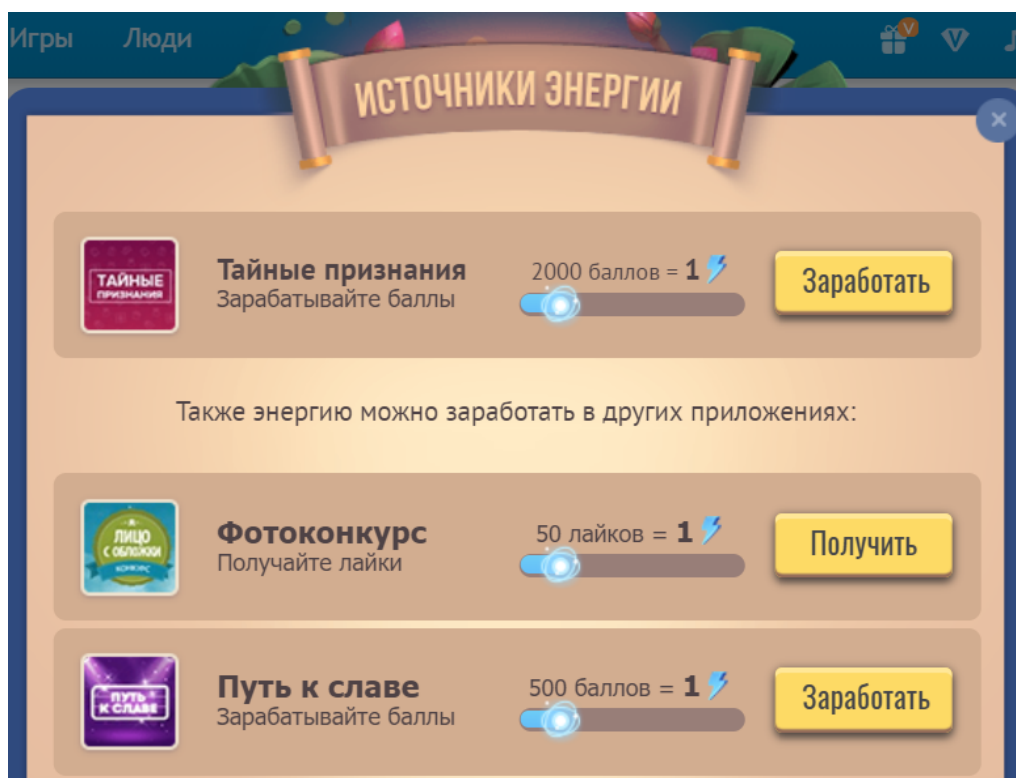 Игры Люди
V
ИСТОЧНИКИ ЭНЕРГИИ
ТАЙНЫЕ
ПРИЗНАНИЯ
Тайные признания
Зарабатывайте баллы
2000 баллов = 1
Заработать
Также энергию можно заработать в других приложениях:
ЛИЦО
С ОБЛОЖКИ
КОНКУРС
Фотоконкурс
Получайте лайки
50 лайков = 1
Получить
ПУТЬ
К СЛАВЕ
Путь к славе
Зарабатывайте баллы
500 баллов = 1
Заработать